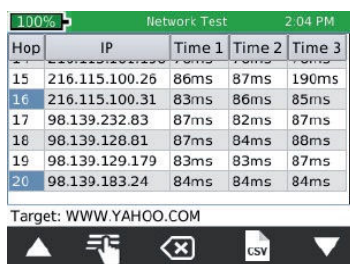 100% Network Test 2:04 PM
Hop IP Time 1 Time 2 Time 3
15 216.115.100.26 86ms 87ms 190ms
16 216.115.100.31 83ms 86ms 85ms
17 98.139.232.83 87ms 82ms 87ms
18 98.139.128.81 87ms 84ms 88ms
19 98.139.129.179 83ms 83ms 87ms
20 98.139.183.24 84ms 84ms 84ms
Target: WWW.YAHOO.COM
CSV